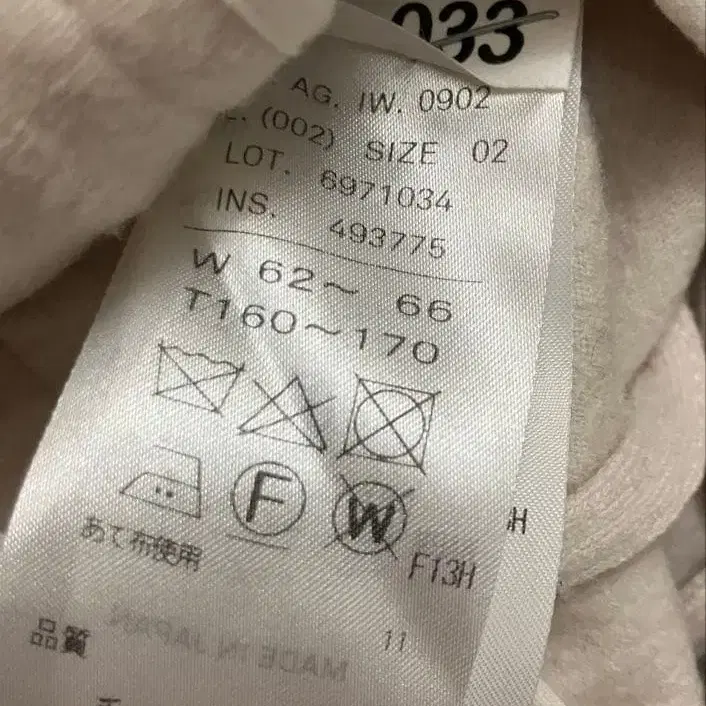 033
AG. IW. 0902
(002) SIZE 02
LOT. 6971034
INS. 493775
W 62～ 66
T160～170
F W
あて布使用
F13H
H
11
品質
MADE IN JAPAN